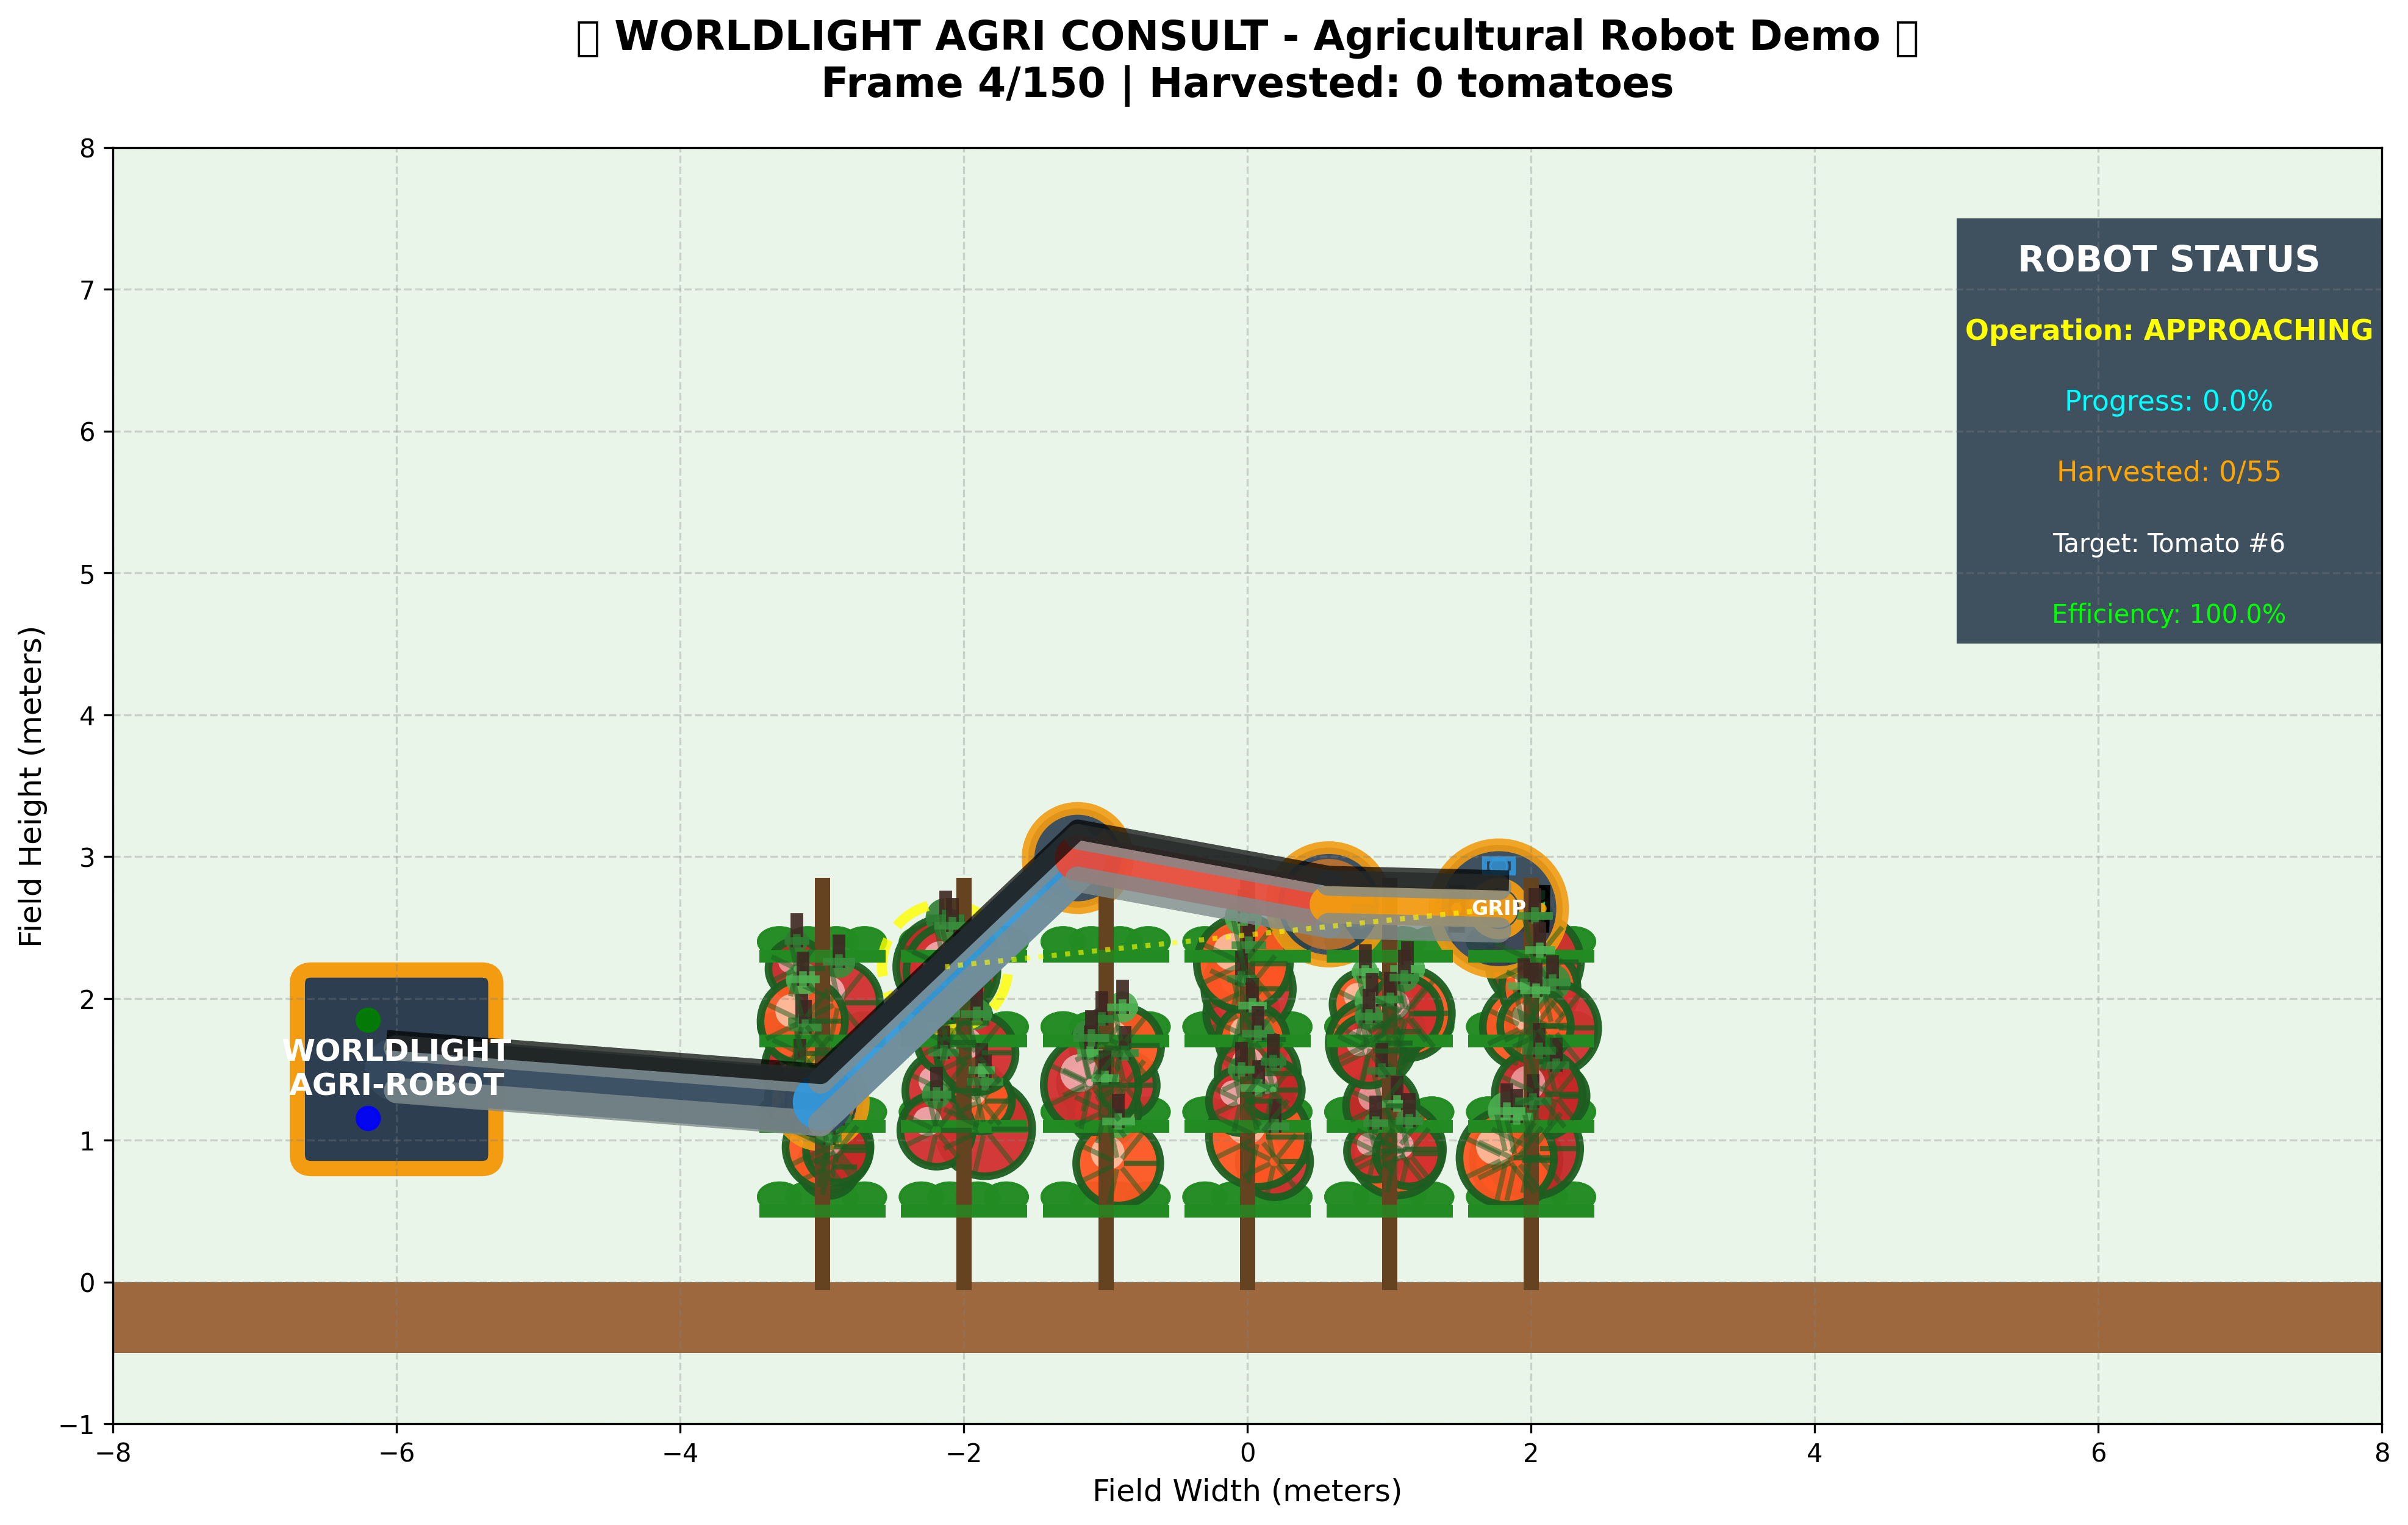 WORLDLIGHT AGRI CONSULT - Agricultural Robot Demo
Frame 4/150 | Harvested: 0 tomatoes
8
7
6
5
4
3
2
1
0
−1
Field Height (meters)
ROBOT STATUS
Operation: APPROACHING
Progress: 0.0%
Harvested: 0/55
Target: Tomato #6
Efficiency: 100.0%
GRIP
WORLDLIGHT
AGRI-ROBOT
−8 −6 −4 −2 0 2 4 6 8
Field Width (meters)